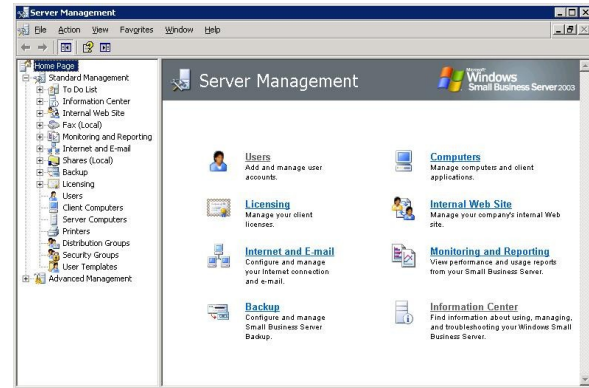 Server Management
File Action View Favorites Window Help
Home Page
Standard Management
To Do List
Information Center
Internal Web Site
Fax (Local)
Monitoring and Reporting
Internet and E-mail
Shares (Local)
Backup
Licensing
Users
Client Computers
Server Computers
Printers
Distribution Groups
Security Groups
User Templates
Advanced Management
Server Management
Microsoft
Windows
Small Business Server 2003
Users
Add and manage user
accounts.
Computers
Manage computers and client
applications.
Licensing
Manage your client
licenses.
Internal Web Site
Manage your company's internal Web
site.
Internet and E-mail
Configure and manage
your Internet connection
and e-mail.
Monitoring and Reporting
View performance and usage reports
from your Small Business Server.
Backup
Configure and manage
Small Business Server
Backup.
Information Center
Find information about using, managing,
and troubleshooting your Windows Small
Business Server.